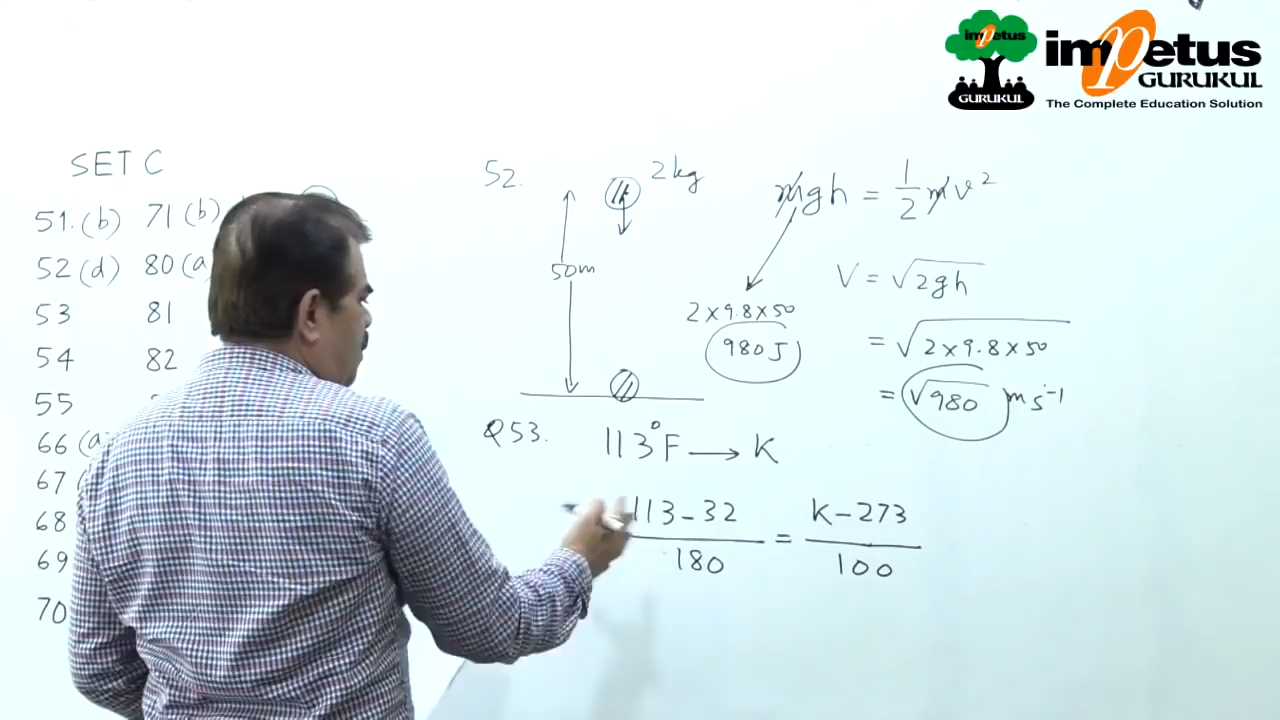 impetus
GURUKUL
impetus
GURUKUL
The Complete Education Solution
SET C
51.(b) 71(b)
52(d) 80(a
53 81
54 82
55
66(a
67
68
69
70
52.
2kg
50m
mgh = 1/2 mv²
2×9.8×50
980J
V = √2gh
= √2×9.8×50
= √980 ms⁻¹
Q53. 113°F → K
113-32/180 = K-273/100